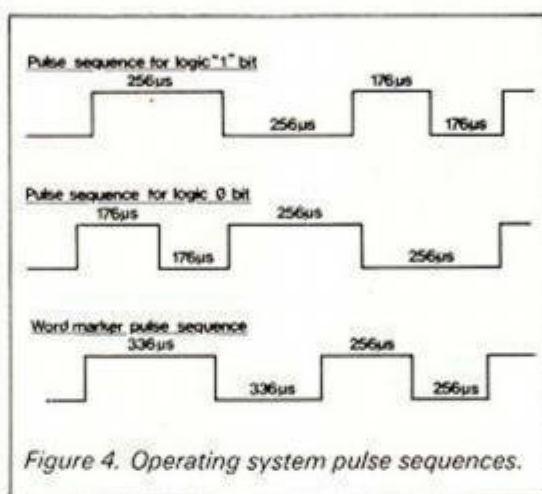 Pulse sequence for logic "1" bit
256µs 176µs
256µs 176µs
Pulse sequence for logic 0 bit
176µs 256µs
176µs 256µs
Word marker pulse sequence
336µs 256µs
336µs 256µs
Figure 4. Operating system pulse sequences.